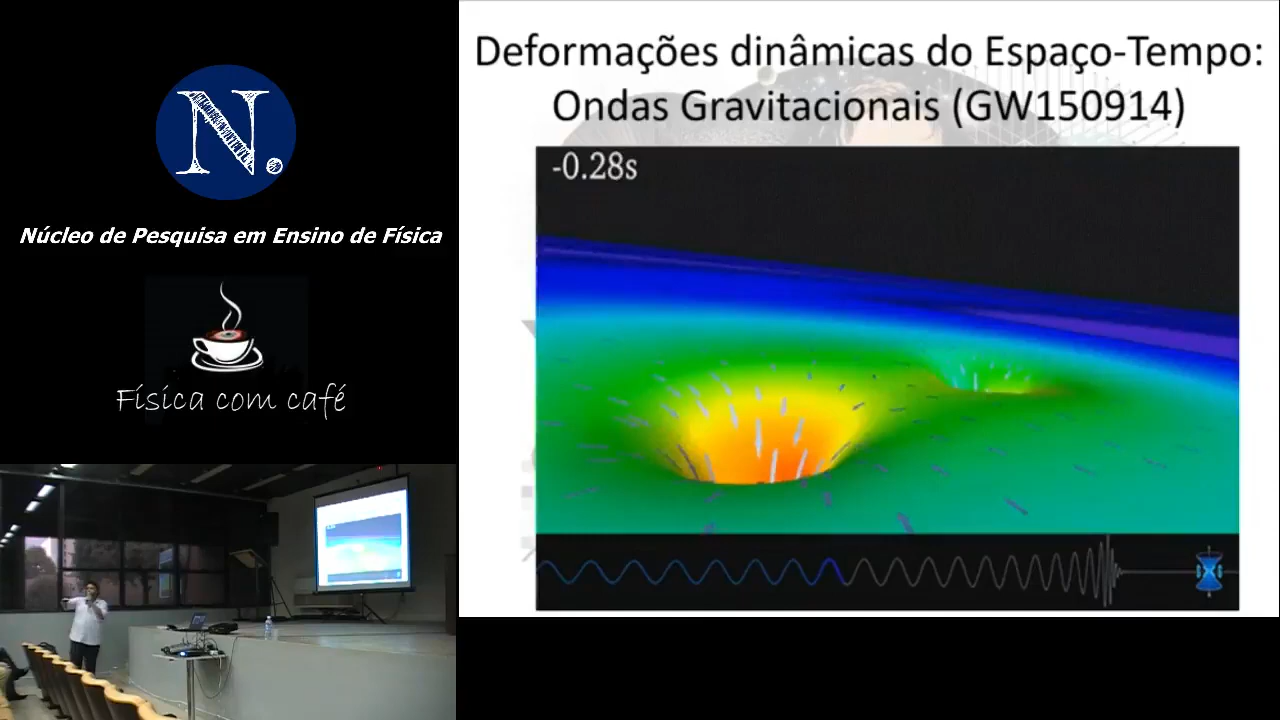 N.
Núcleo de Pesquisa em Ensino de Física
Física com café
Deformações dinâmicas do Espaço-Tempo:
Ondas Gravitacionais (GW150914)
-0.28s